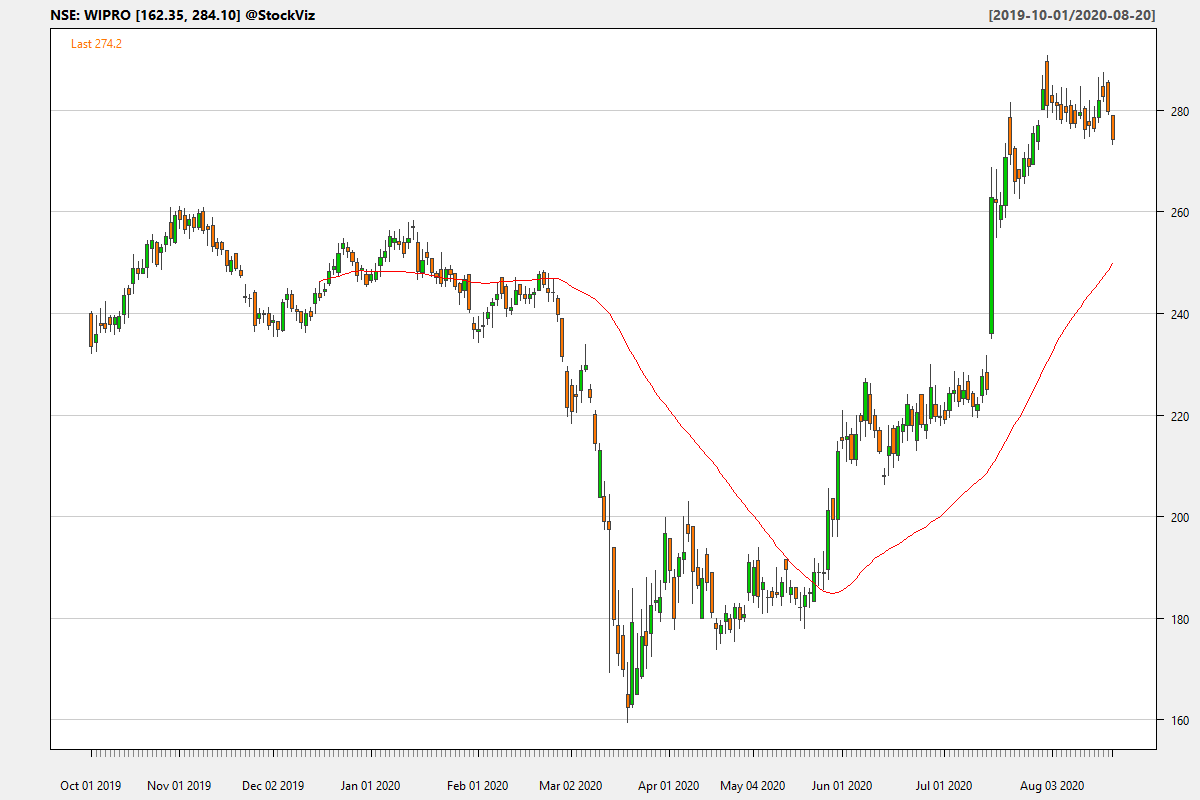 NSE: WIPRO [162.35, 284.10] @StockViz [2019-10-01/2020-08-20]
Last 274.2
280
260
240
220
200
180
160
Oct 01 2019 Nov 01 2019 Dec 02 2019 Jan 01 2020 Feb 01 2020 Mar 02 2020 Apr 01 2020 May 04 2020 Jun 01 2020 Jul 01 2020 Aug 03 2020